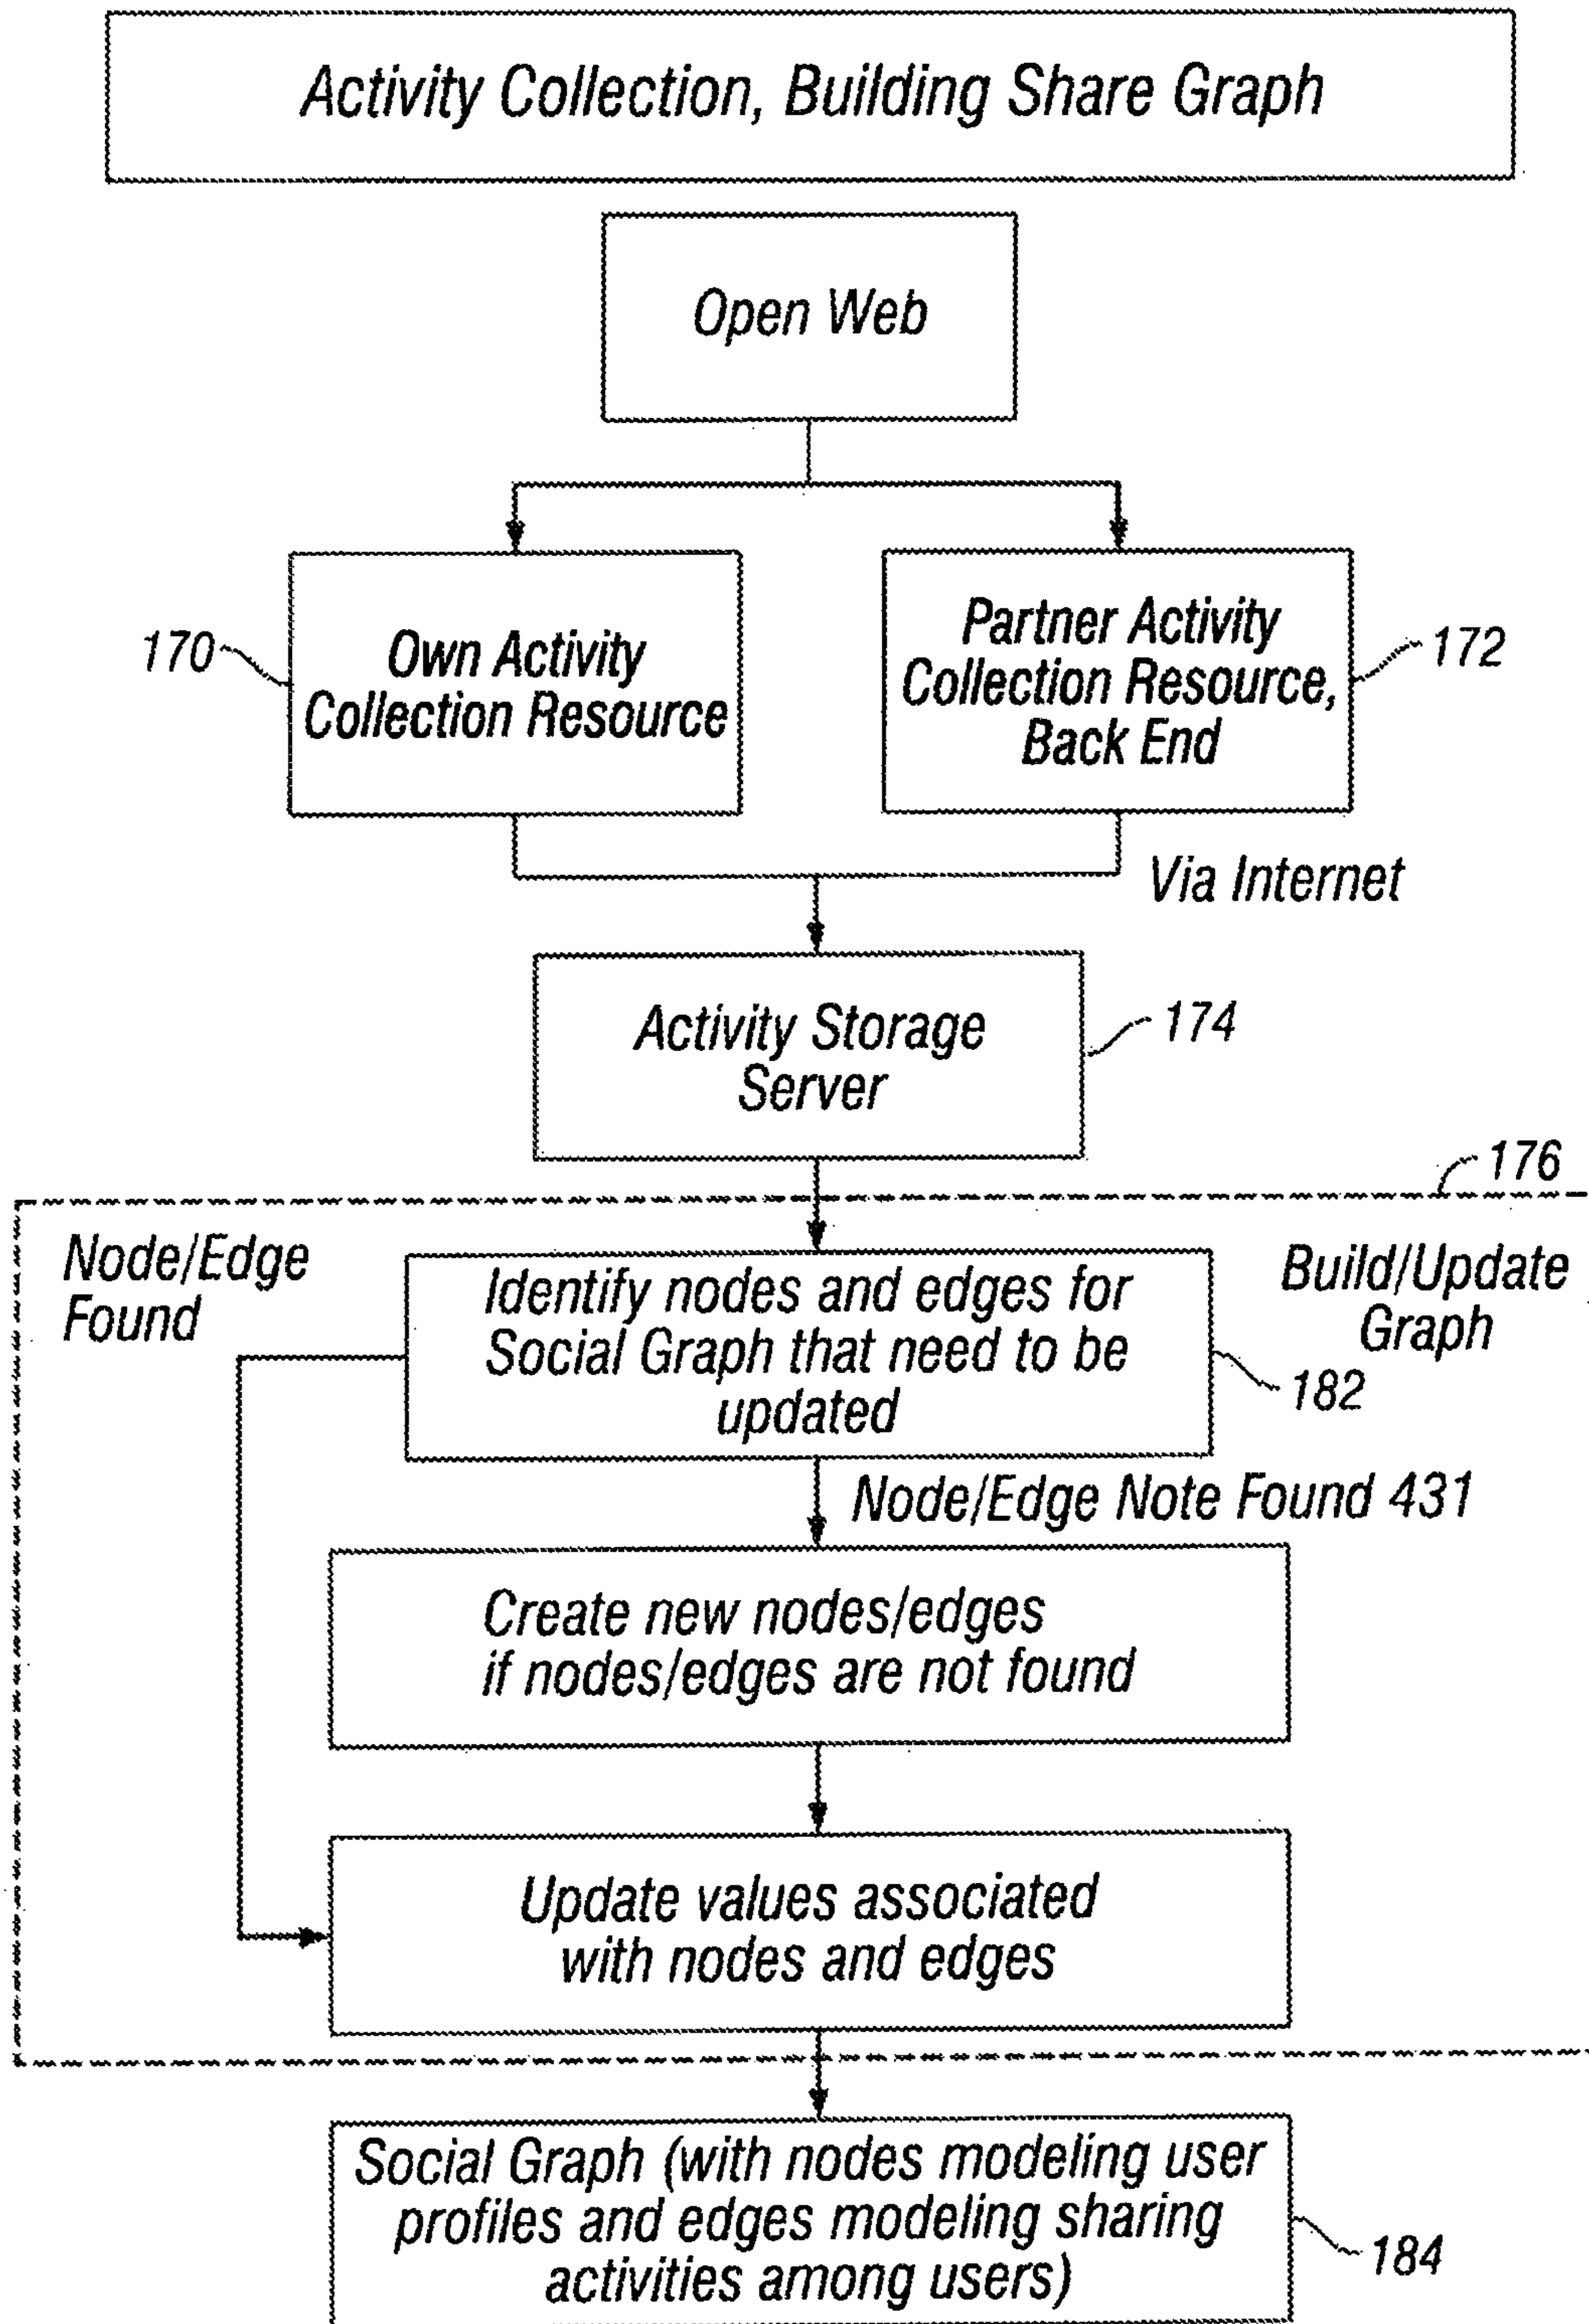 Activity Collection, Building Share Graph
Open Web
170
Own Activity
Collection Resource
Partner Activity
Collection Resource,
Back End
172
Via Internet
Activity Storage
Server
174
176
Node/Edge
Found
Identify nodes and edges for
Social Graph that need to be
updated
Build/Update
Graph
182
Node/Edge Note Found 431
Create new nodes/edges
if nodes/edges are not found
Update values associated
with nodes and edges
Social Graph (with nodes modeling user
profiles and edges modeling sharing
activities among users)
184